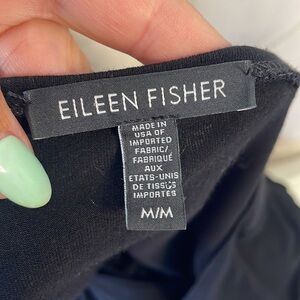 EILEEN FISHER
MADE IN
USA OF
IMPORTED
FABRIC/
FABRIQUÉ
AUX
ETATS-UNIS
DE TISSUS
IMPORTÉS
M/M